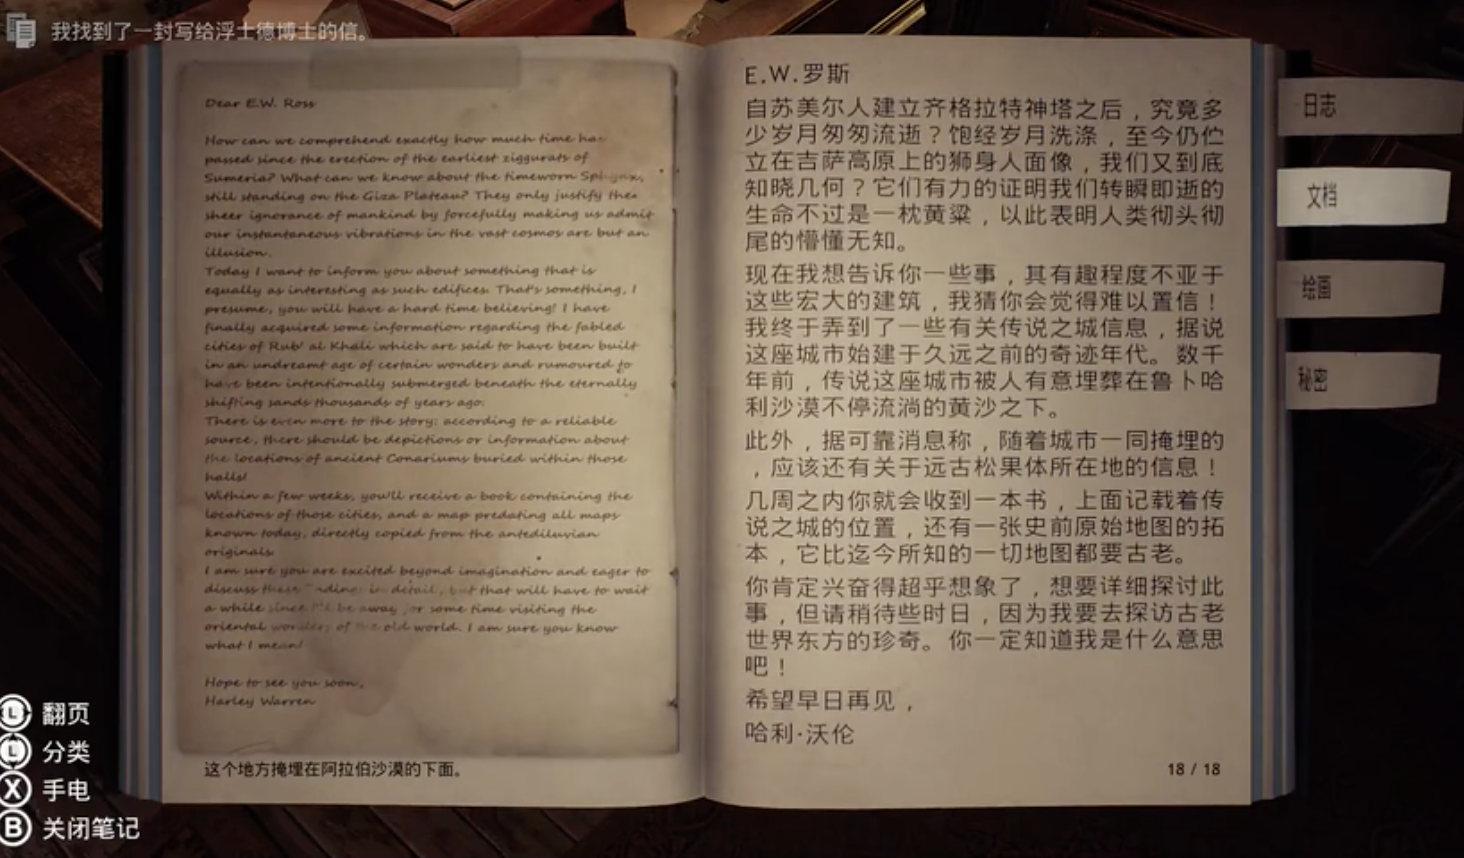 我找到了一封写给浮士德博士的信。
Dear E.W. Ross
How can we comprehend exactly how much time has
passed since the erection of the earliest ziggurats of
Sumeria? What can we know about the timeworn Sphynx,
still standing on the Giza Plateau? They only justify the
sheer ignorance of mankind by forcefully making us admit
our instantaneous vibrations in the vast cosmos are but an
illusion.
Today I want to inform you about something that is
equally as interesting as such edifices. That's something, I
presume, you will have a hard time believing! I have
finally acquired some information regarding the fabled
cities of Rub' al Khali which are said to have been built
in an undreamt age of certain wonders and rumoured to
have been intentionally submerged beneath the eternally
shifting sands thousands of years ago.
There is even more to the story: according to a reliable
source, there should be depictions or information about
the locations of ancient Conariums buried within those
halls!
Within a few weeks, you'll receive a book containing the
locations of those cities, and a map predating all maps
known today, directly copied from the antediluvian
originals.
I am sure you are excited beyond imagination and eager to
discuss these in detail, but that will have to wait
a while since I'll be away for some time visiting the
oriental wonders of the old world. I am sure you know
what I mean!
Hope to see you soon,
Harley Warren
这个地方掩埋在阿拉伯沙漠的下面。
E.W.罗斯
自苏美尔人建立齐格拉特神塔之后，究竟多
少岁月匆匆流逝？饱经岁月洗涤，至今仍伫
立在吉萨高原上的狮身人面像，我们又到底
知晓几何？它们有力的证明我们转瞬即逝的
生命不过是一枕黄粱，以此表明人类彻头彻
尾的懵懂无知。
现在我想告诉你一些事，其有趣程度不亚于
这些宏大的建筑，我猜你会觉得难以置信！
我终于弄到了一些有关传说之城信息，据说
这座城市始建于久远之前的奇迹年代。数千
年前，传说这座城市被人有意埋葬在鲁卜哈
利沙漠不停流淌的黄沙之下。
此外，据可靠消息称，随着城市一同掩埋的
，应该还有关于远古松果体所在地的信息！
几周之内你就会收到一本书，上面记载着传
说之城的位置，还有一张史前原始地图的拓
本，它比迄今所知的一切地图都要古老。
你肯定兴奋得超乎想象了，想要详细探讨此
事，但请稍待些时日，因为我要去探访古老
世界东方的珍奇。你一定知道我是什么意思
吧！
希望早日再见，
哈利·沃伦
18 / 18
日志
文档
绘画
秘密
L 翻页
L 分类
X 手电
B 关闭笔记